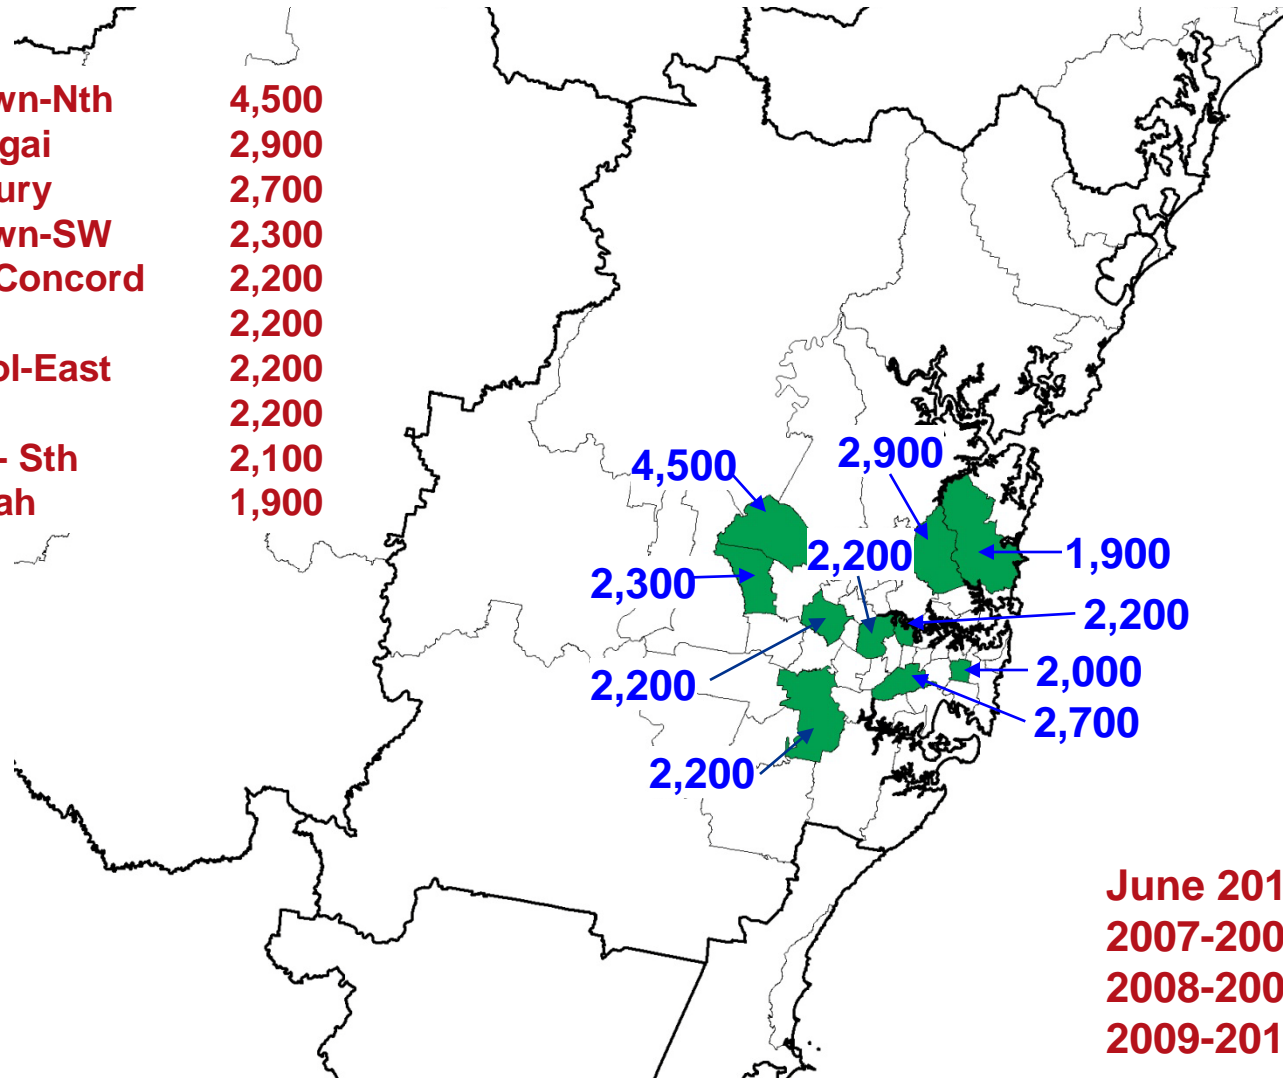 wn-Nth 4,500
gai 2,900
ury 2,700
wn-SW 2,300
Concord 2,200
2,200
ol-East 2,200
2,200
- Sth 2,100
ah 1,900
2,900
4,500
2,200
1,900
2,300
2,200
2,200
2,000
2,700
2,200
June 201
2007-200
2008-200
2009-201